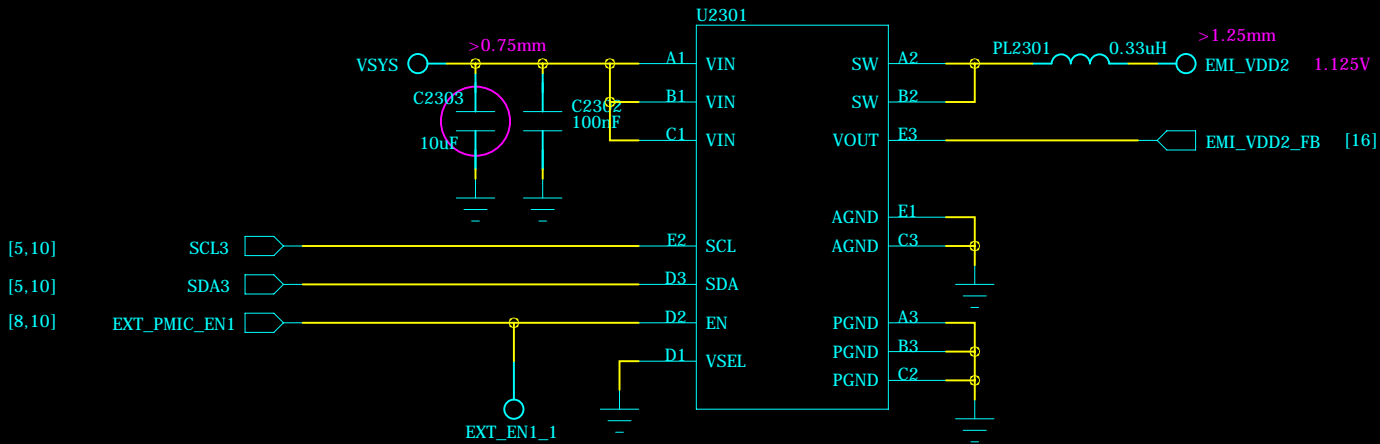 U2301
>0.75mm
>1.25mm
VSYS
A1 VIN
SW A2
PL2301 0.33uH
EMI_VDD2 1.125V
C2303
C2302
B1 VIN
SW B2
10uF
100nF
C1 VIN
VOUT E3
EMI_VDD2_FB [16]
AGND E1
[5,10] SCL3
E2 SCL
AGND C3
[5,10] SDA3
D3 SDA
[8,10] EXT_PMIC_EN1
D2 EN
PGND A3
PGND B3
D1 VSEL
PGND C2
EXT_EN1_1